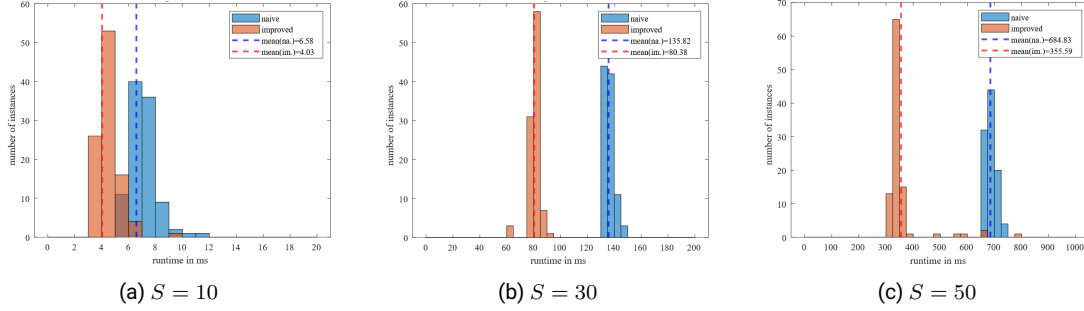 60
50
40
30
20
10
0
number of instances
0 2 4 6 8 10 12 14 16 18 20
runtime in ms
naive
improved
mean(na.)=6.58
mean(im.)=4.03
(a) S = 10
60
50
40
30
20
10
0
number of instances
0 20 40 60 80 100 120 140 160 180 200
runtime in ms
naive
improved
mean(na.)=135.82
mean(im.)=80.38
(b) S = 30
70
60
50
40
30
20
10
0
number of instances
0 100 200 300 400 500 600 700 800 900 1000
runtime in ms
naive
improved
mean(na.)=684.83
mean(im.)=355.59
(c) S = 50